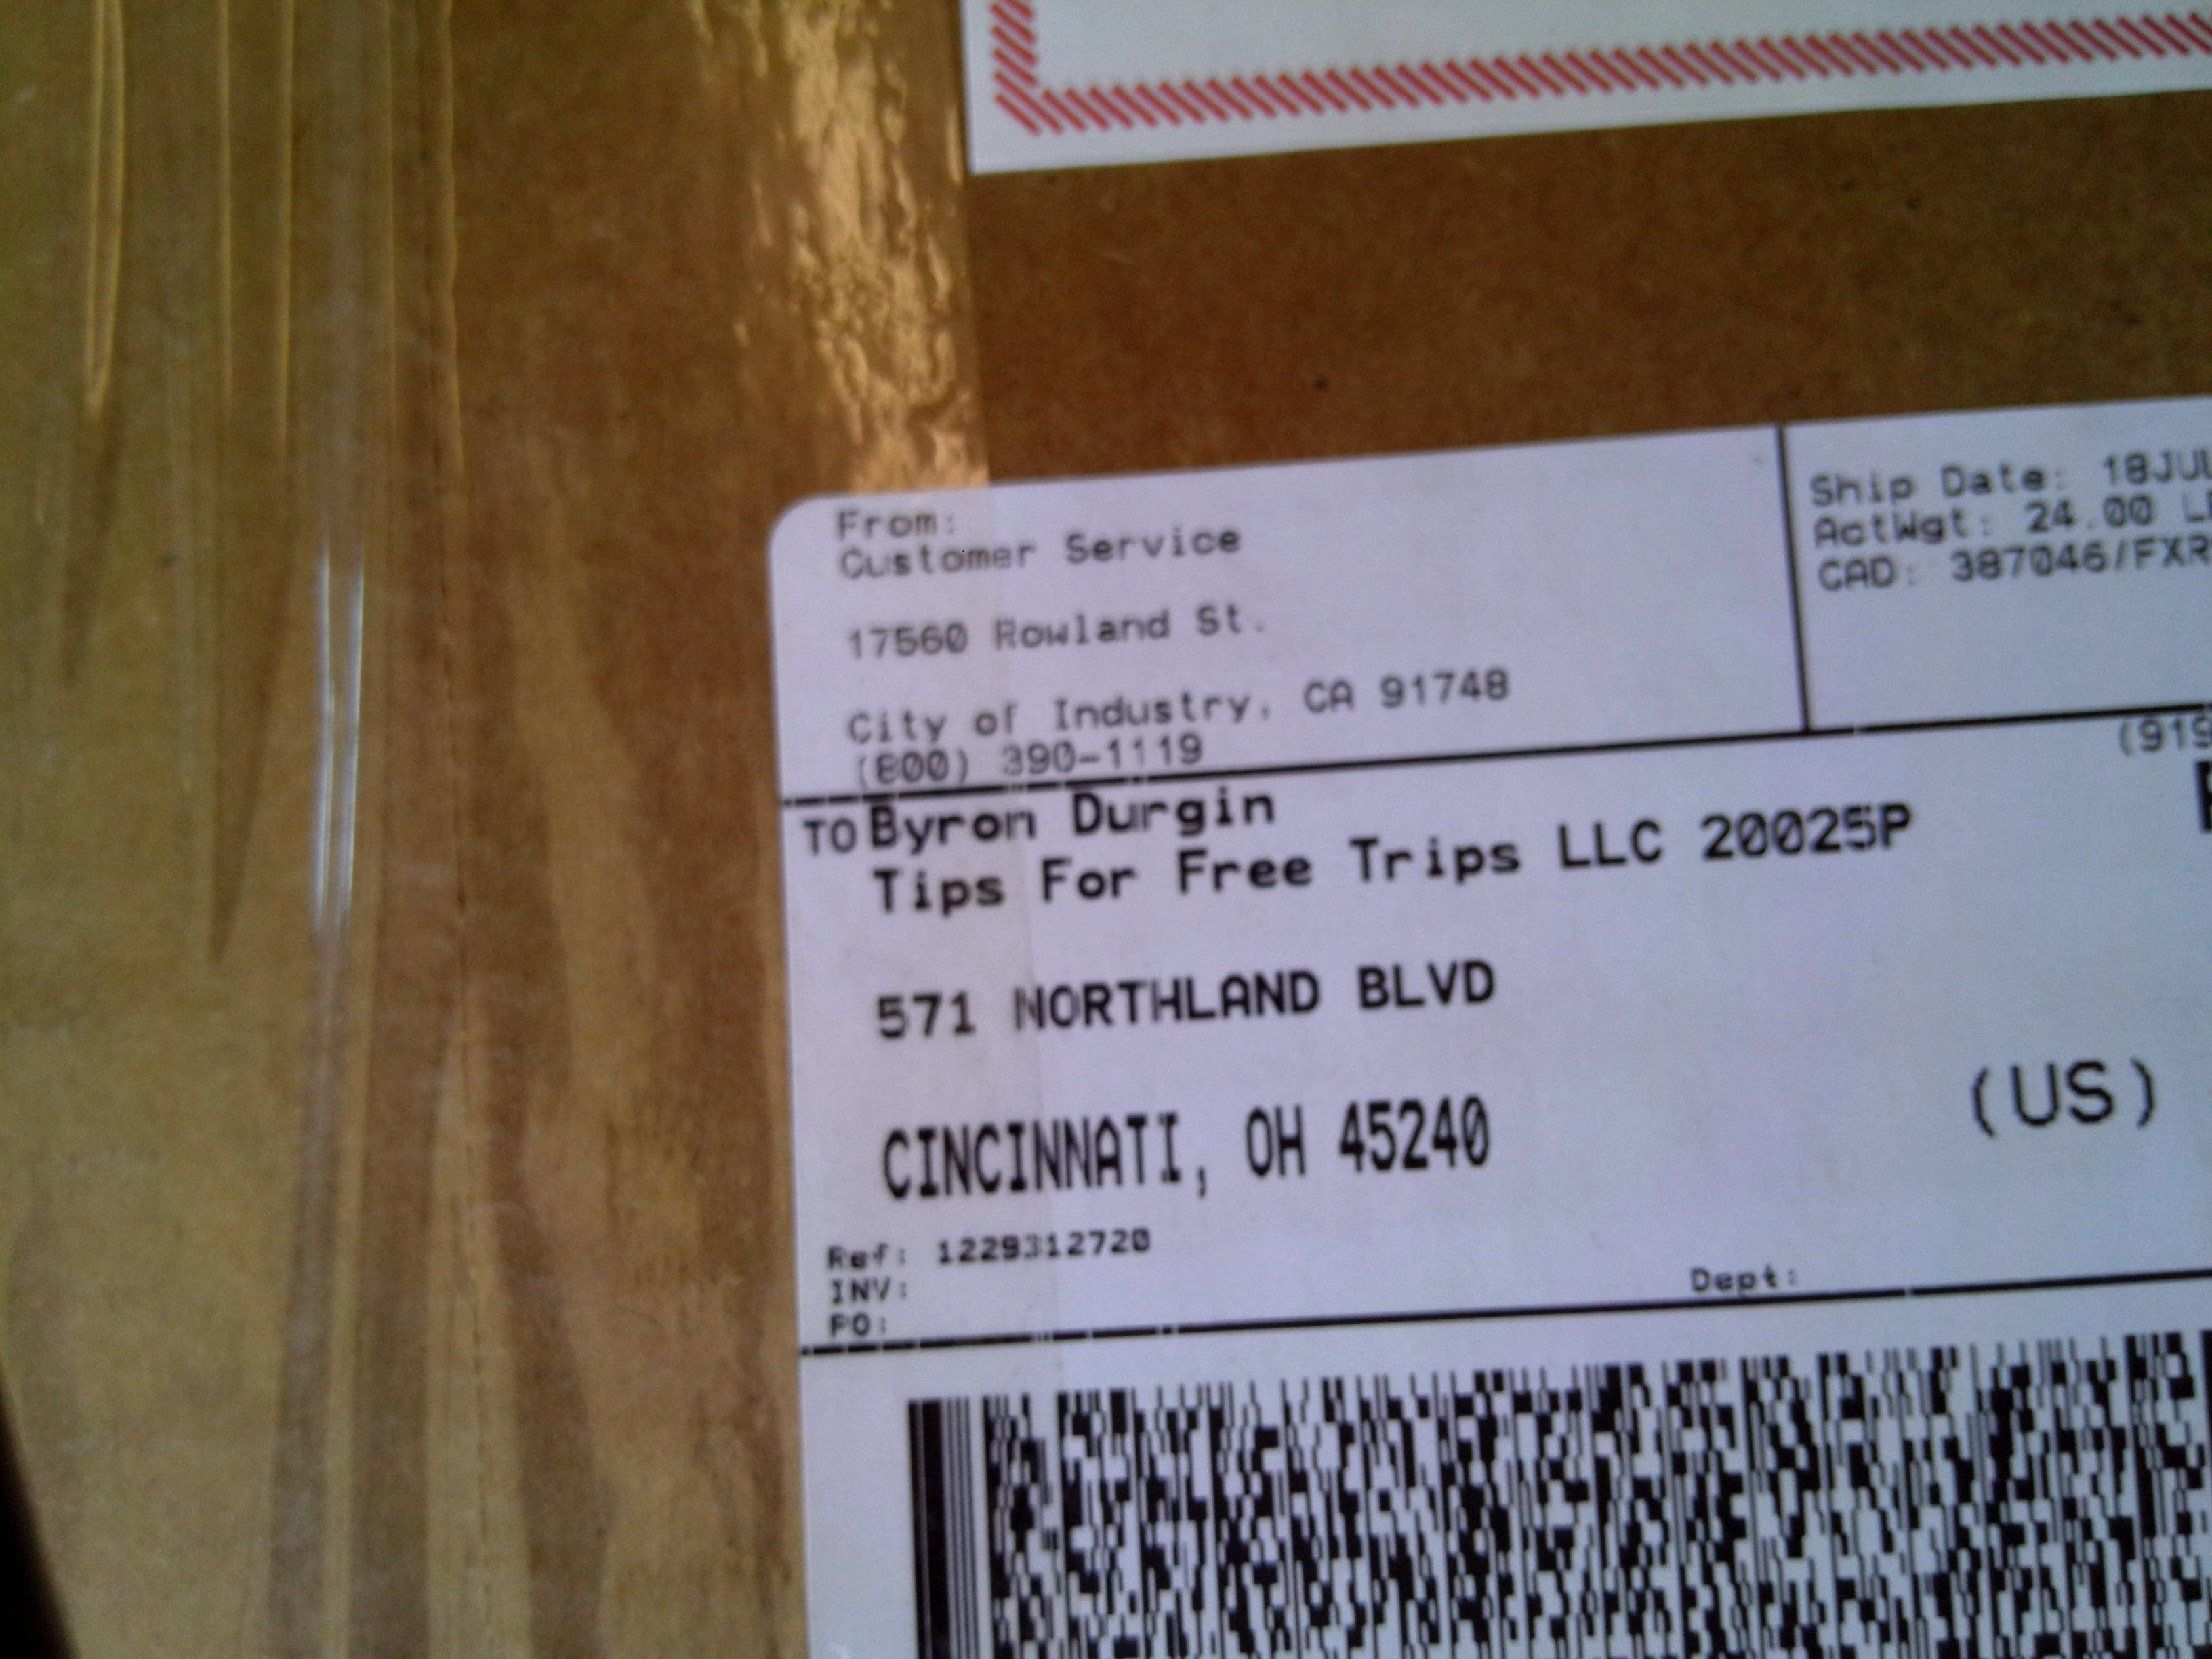 From:
Customer Service
17560 Rowland St.
City of Industry, CA 91748
(800) 390-1119
Ship Date: 18JUL
ActWgt: 24.00 L
CAD: 387046/FXR
(919
TO Byron Durgin
Tips For Free Trips LLC 20025P
571 NORTHLAND BLVD
CINCINNATI, OH 45240
(US)
Ref: 1229312720
INV:
PO:
Dept: